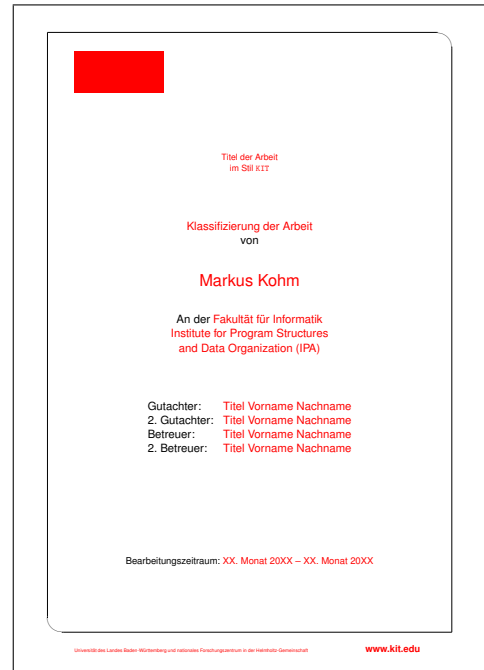 Titel der Arbeit
im Stil KIT
Klassifizierung der Arbeit
von
Markus Kohm
An der Fakultät für Informatik
Institute for Program Structures
and Data Organization (IPA)
Gutachter: Titel Vorname Nachname
2. Gutachter: Titel Vorname Nachname
Betreuer: Titel Vorname Nachname
2. Betreuer: Titel Vorname Nachname
Bearbeitungszeitraum: XX. Monat 20XX – XX. Monat 20XX
Universität des Landes Baden-Württemberg und nationales Forschungszentrum in der Helmholtz-Gemeinschaft www.kit.edu